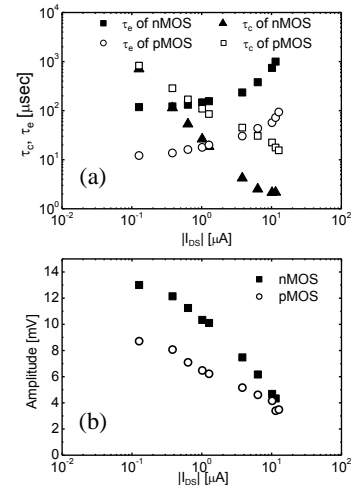 ■ τe of nMOS ▲ τc of nMOS
○ τe of pMOS □ τc of pMOS
10⁴
10³
10²
10¹
10⁰
τc, τe [µsec]
(a)
10⁻² 10⁻¹ 10⁰ 10¹ 10²
|IDS| [µA]
■ nMOS
○ pMOS
14
12
10
8
6
4
2
0
Amplitude [mV]
(b)
10⁻² 10⁻¹ 10⁰ 10¹ 10²
|IDS| [µA]